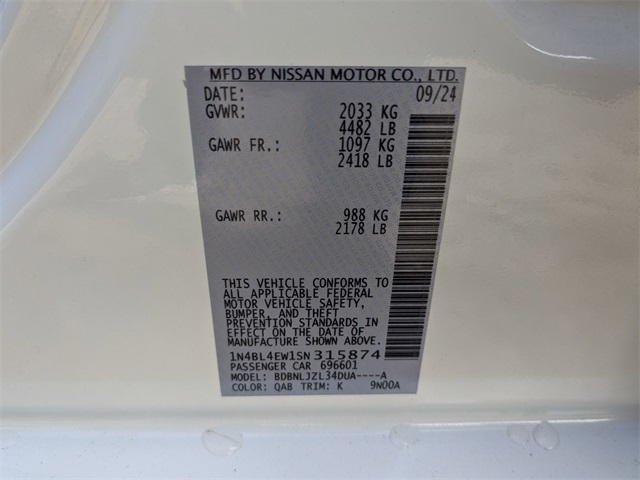 MFD BY NISSAN MOTOR CO., LTD.
DATE: 09/24
GVWR: 2033 KG
4482 LB
GAWR FR.: 1097 KG
2418 LB
GAWR RR.: 988 KG
2178 LB
THIS VEHICLE CONFORMS TO
ALL APPLICABLE FEDERAL
MOTOR VEHICLE SAFETY,
BUMPER, AND THEFT
PREVENTION STANDARDS IN
EFFECT ON THE DATE OF
MANUFACTURE SHOWN ABOVE.
1N4BL4EW1SN315874
PASSENGER CAR 696601
MODEL: BDBNLJZL34DUA----A
COLOR: QAB TRIM: K 9N00A